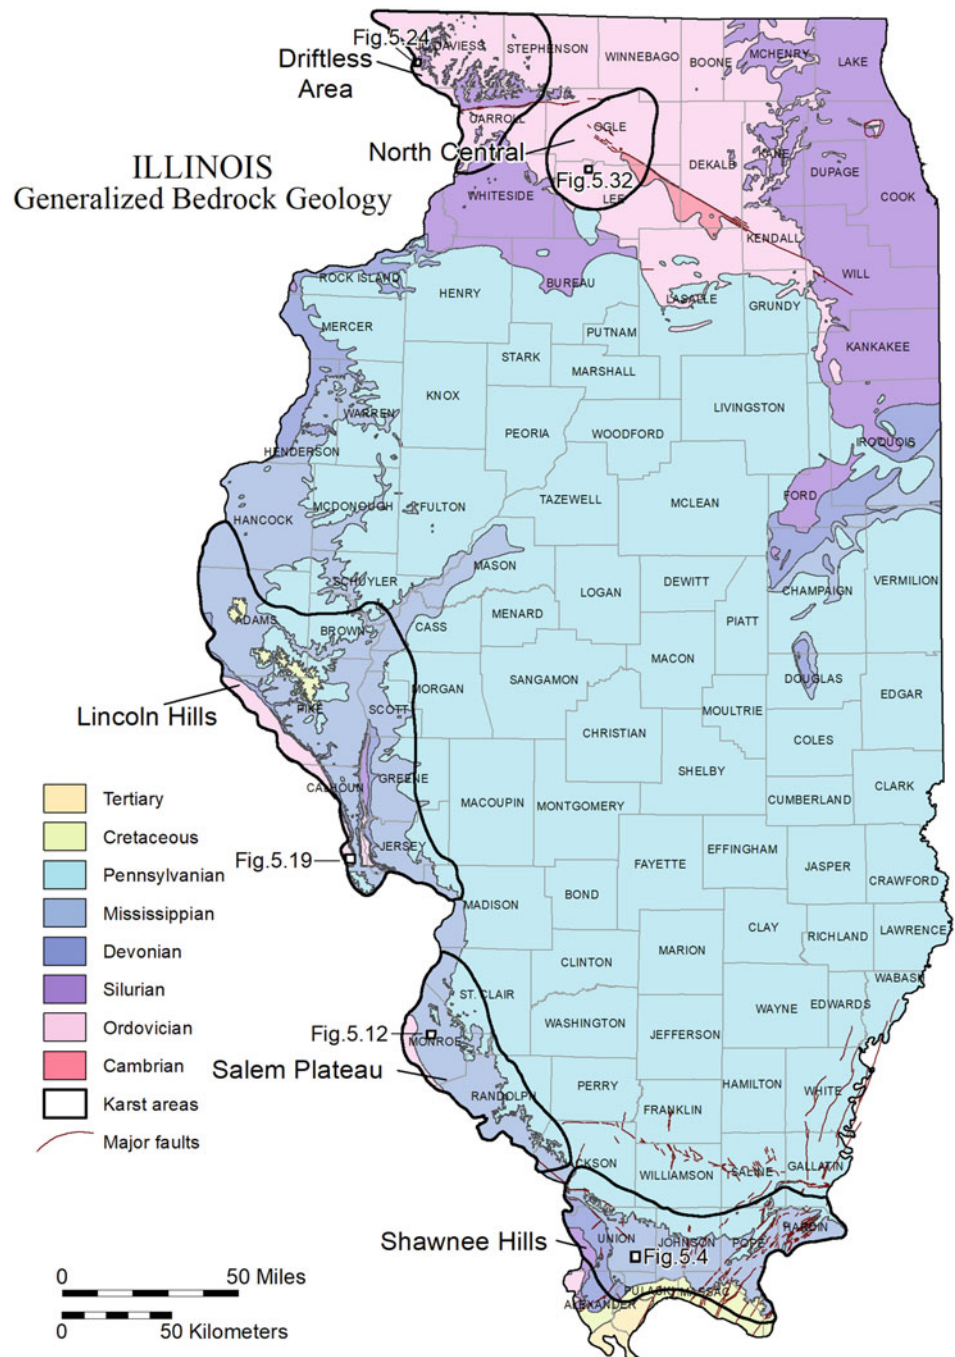 Fig.5.24
JO DAVIESS
STEPHENSON
WINNEBAGO
BOONE
MCHENRY
LAKE
Driftless
Area
CARROLL
OGLE
North Central
DEKALB
KANE
DUPAGE
COOK
ILLINOIS
Generalized Bedrock Geology
WHITESIDE
Fig.5.32
LEE
KENDALL
WILL
ROCK ISLAND
HENRY
BUREAU
LASALLE
GRUNDY
MERCER
PUTNAM
KANKAKEE
STARK
MARSHALL
KNOX
WARREN
LIVINGSTON
PEORIA
WOODFORD
HENDERSON
IROQUOIS
FORD
HANCOCK
MCDONOUGH
FULTON
TAZEWELL
MCLEAN
MASON
SCHUYLER
DEWITT
VERMILION
LOGAN
CHAMPAIGN
ADAMS
BROWN
CASS
MENARD
PIATT
MACON
MORGAN
SANGAMON
DOUGLAS
EDGAR
Lincoln Hills
PIKE
SCOTT
MOULTRIE
CHRISTIAN
COLES
SHELBY
GREENE
CALHOUN
CLARK
Tertiary
MACOUPIN
MONTGOMERY
CUMBERLAND
Cretaceous
JERSEY
EFFINGHAM
Fig.5.19
FAYETTE
JASPER
Pennsylvanian
CRAWFORD
BOND
MADISON
Mississippian
CLAY
RICHLAND
LAWRENCE
Devonian
MARION
CLINTON
WABASH
Silurian
ST. CLAIR
WAYNE
EDWARDS
Ordovician
Fig.5.12
MONROE
WASHINGTON
JEFFERSON
Cambrian
Salem Plateau
PERRY
HAMILTON
WHITE
RANDOLPH
Karst areas
FRANKLIN
Major faults
JACKSON
WILLIAMSON
SALINE
GALLATIN
Shawnee Hills
UNION
JOHNSON
POPE
HARDIN
Fig.5.4
0 50 Miles
PULASKI
MASSAC
ALEXANDER
0 50 Kilometers